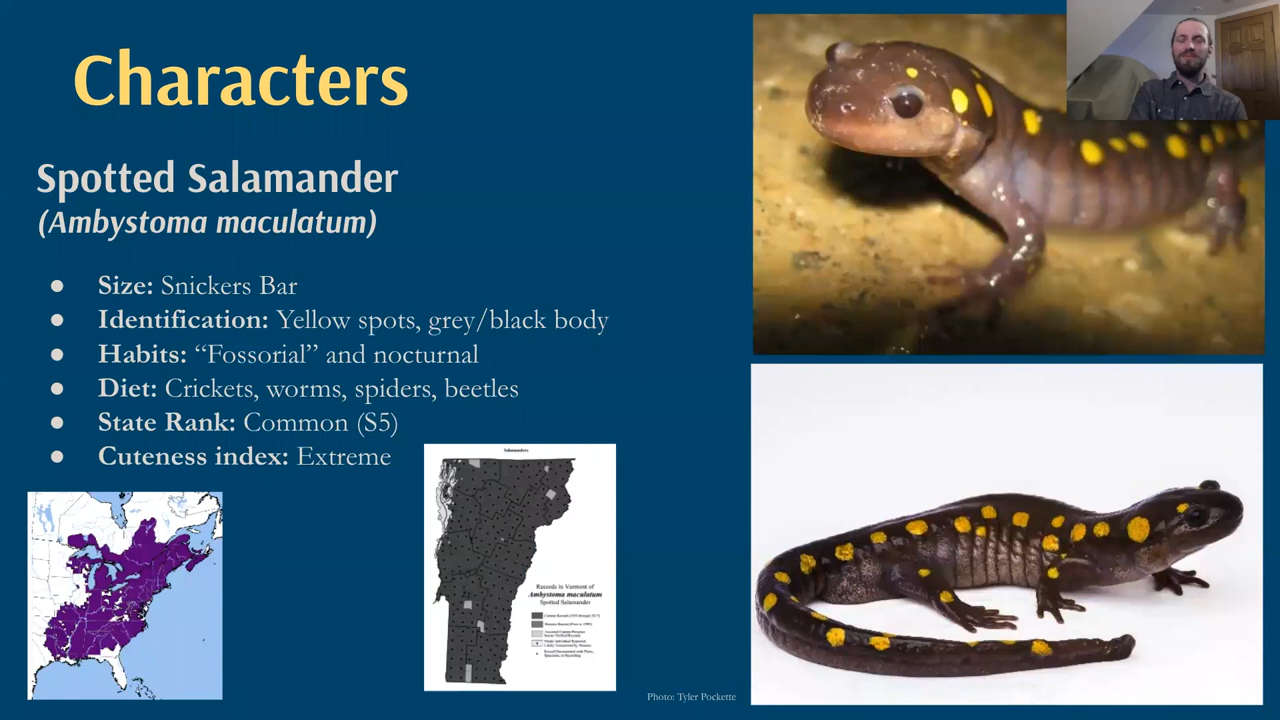 Characters
Spotted Salamander
(Ambystoma maculatum)
● Size: Snickers Bar
● Identification: Yellow spots, grey/black body
● Habits: “Fossorial” and nocturnal
● Diet: Crickets, worms, spiders, beetles
● State Rank: Common (S5)
● Cuteness index: Extreme
Salamanders
Records in Vermont of
Ambystoma maculatum
Spotted Salamander
Photo: Tyler Pockette